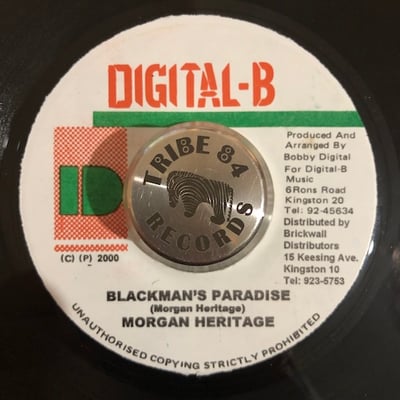 DIGITAL-B
TRIBE 84
RECORDS
Produced And
Arranged By
Bobby Digital
For Digital-B
Music
6Rons Road
Kingston 20
Tel: 92-45634
Distributed by
Brickwall
Distributors
15 Keesing Ave.
Kingston 10
Tel: 923-5753
D
(C) (P) 2000
BLACKMAN'S PARADISE
(Morgan Heritage)
MORGAN HERITAGE
UNAUTHORISED COPYING STRICTLY PROHIBITED